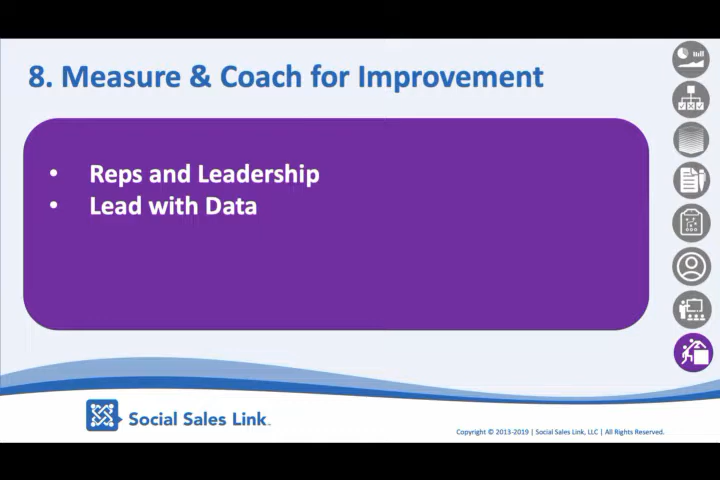 8. Measure & Coach for Improvement
• Reps and Leadership
• Lead with Data
Social Sales Link™
Copyright © 2013-2019 | Social Sales Link, LLC | All Rights Reserved.